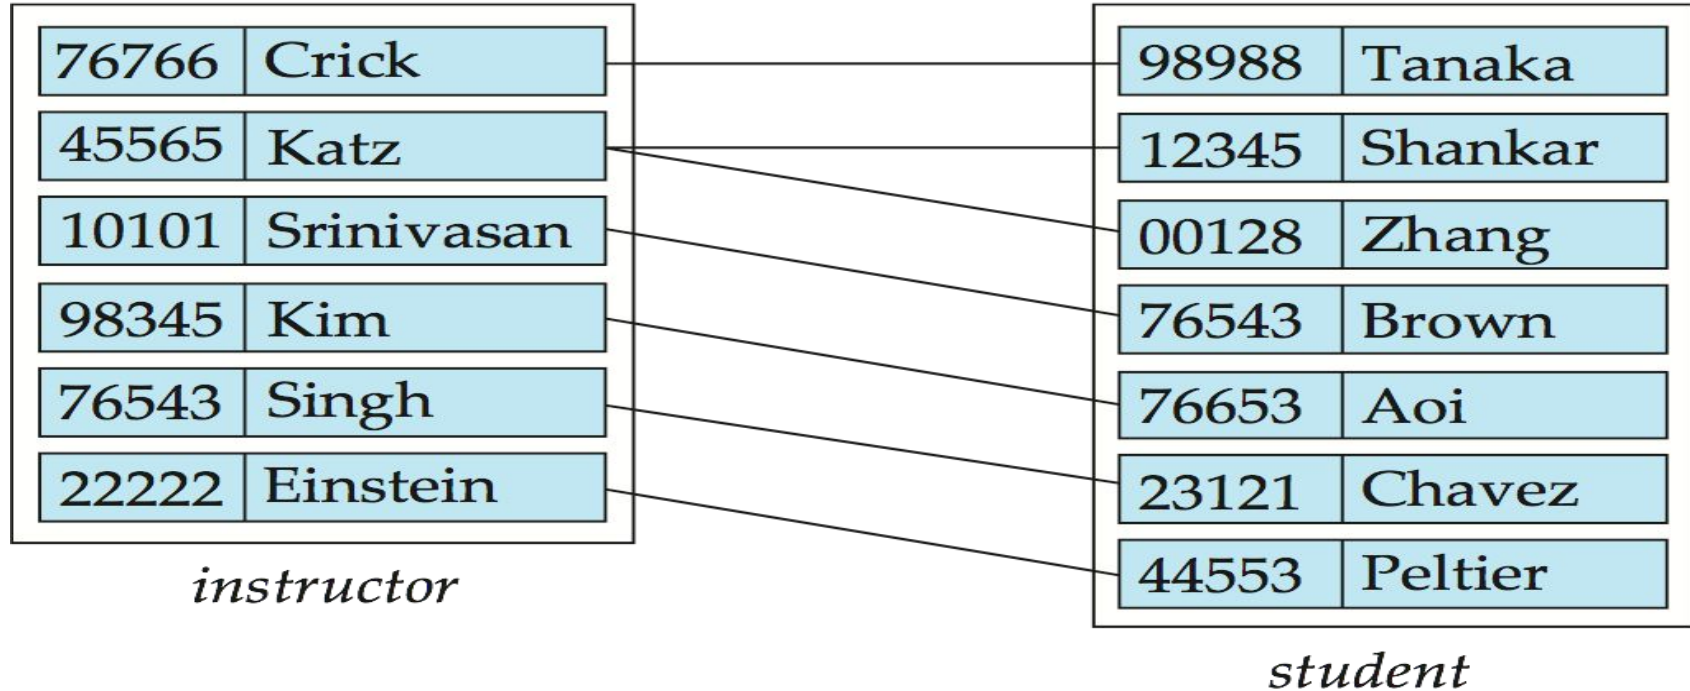 76766 Crick
45565 Katz
10101 Srinivasan
98345 Kim
76543 Singh
22222 Einstein
instructor
98988 Tanaka
12345 Shankar
00128 Zhang
76543 Brown
76653 Aoi
23121 Chavez
44553 Peltier
student